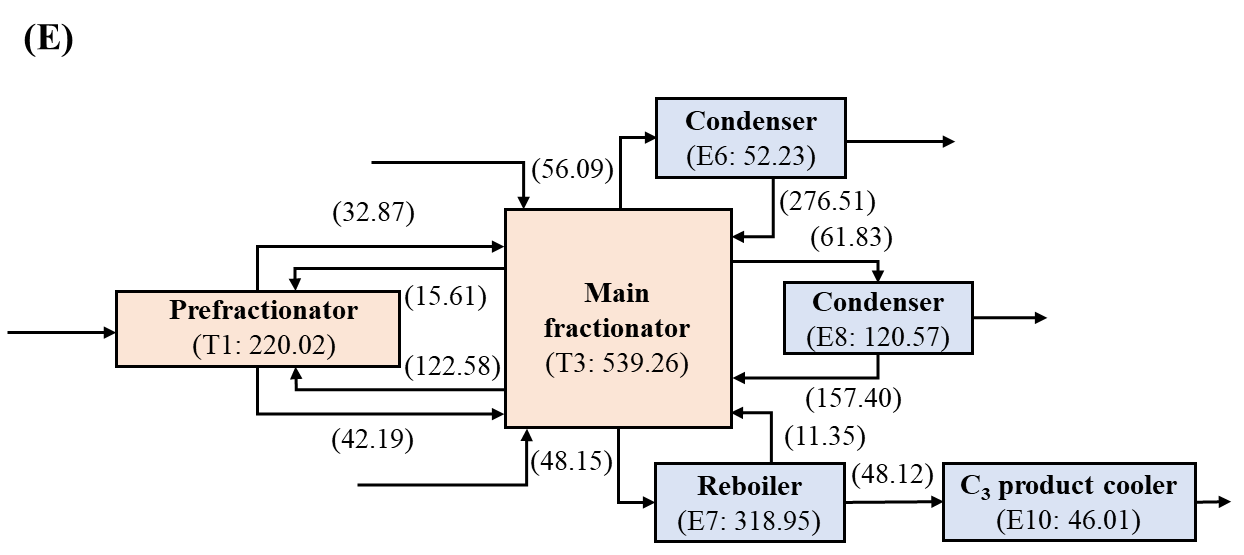 (E)
Condenser
(E6: 52.23)
(56.09)
(276.51)
(32.87)
(61.83)
Prefractionator
(T1: 220.02)
(15.61)
Main
fractionator
(T3: 539.26)
Condenser
(E8: 120.57)
(122.58)
(157.40)
(42.19)
(48.15)
(11.35)
Reboiler
(E7: 318.95)
(48.12)
C₃ product cooler
(E10: 46.01)